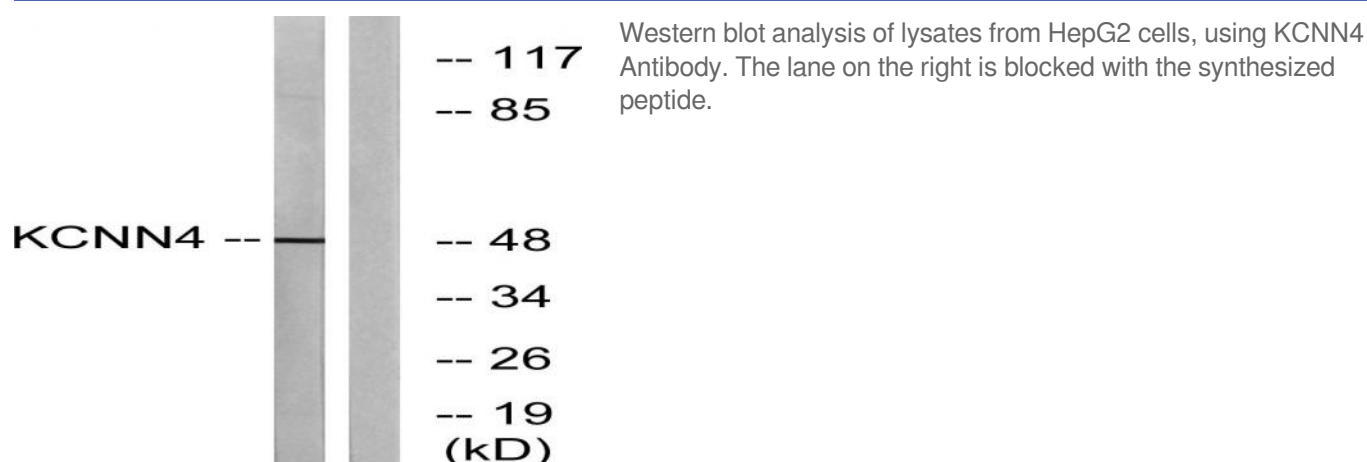 Western blot analysis of lysates from HepG2 cells, using KCNN4
Antibody. The lane on the right is blocked with the synthesized
peptide.
-- 117
-- 85
KCNN4 -- -- 48
-- 34
-- 26
-- 19
(kD)